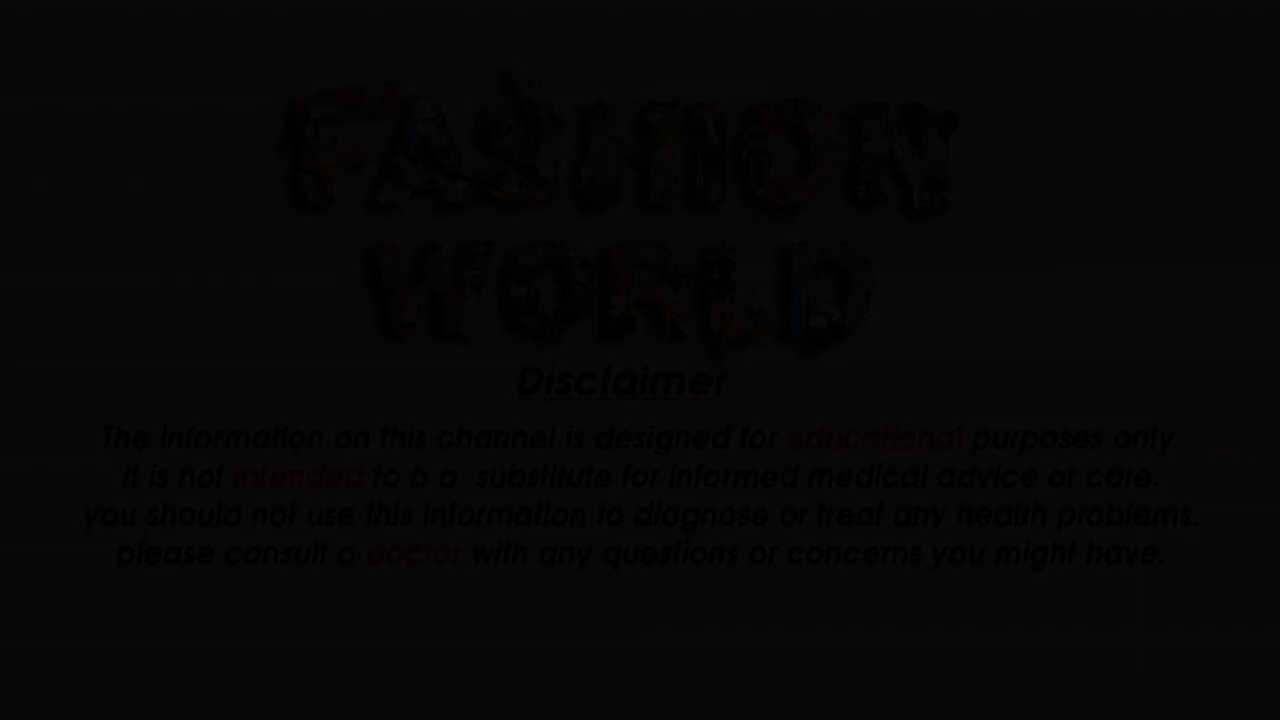 FASHION
WORLD
Disclaimer
The information on this channel is designed for educational purposes only.
it is not intended to b a substitute for informed medical advice or care.
you should not use this information to diagnose or treat any health problems.
please consult a doctor with any questions or concerns you might have.